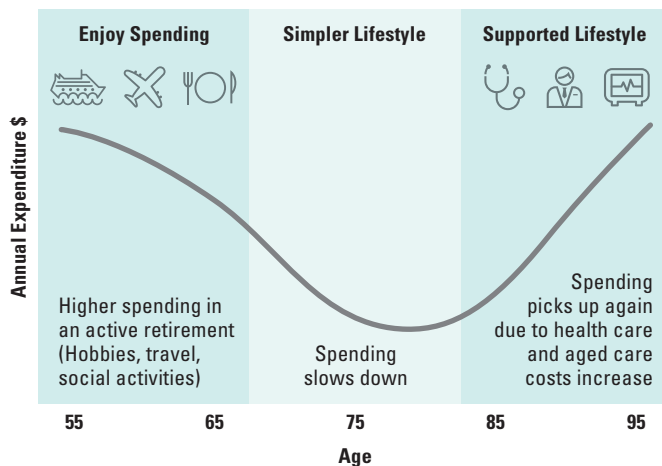 Enjoy Spending
Simpler Lifestyle
Supported Lifestyle
Annual Expenditure $
Higher spending in
an active retirement
(Hobbies, travel,
social activities)
Spending
slows down
Spending
picks up again
due to health care
and aged care
costs increase
55
65
75
85
95
Age